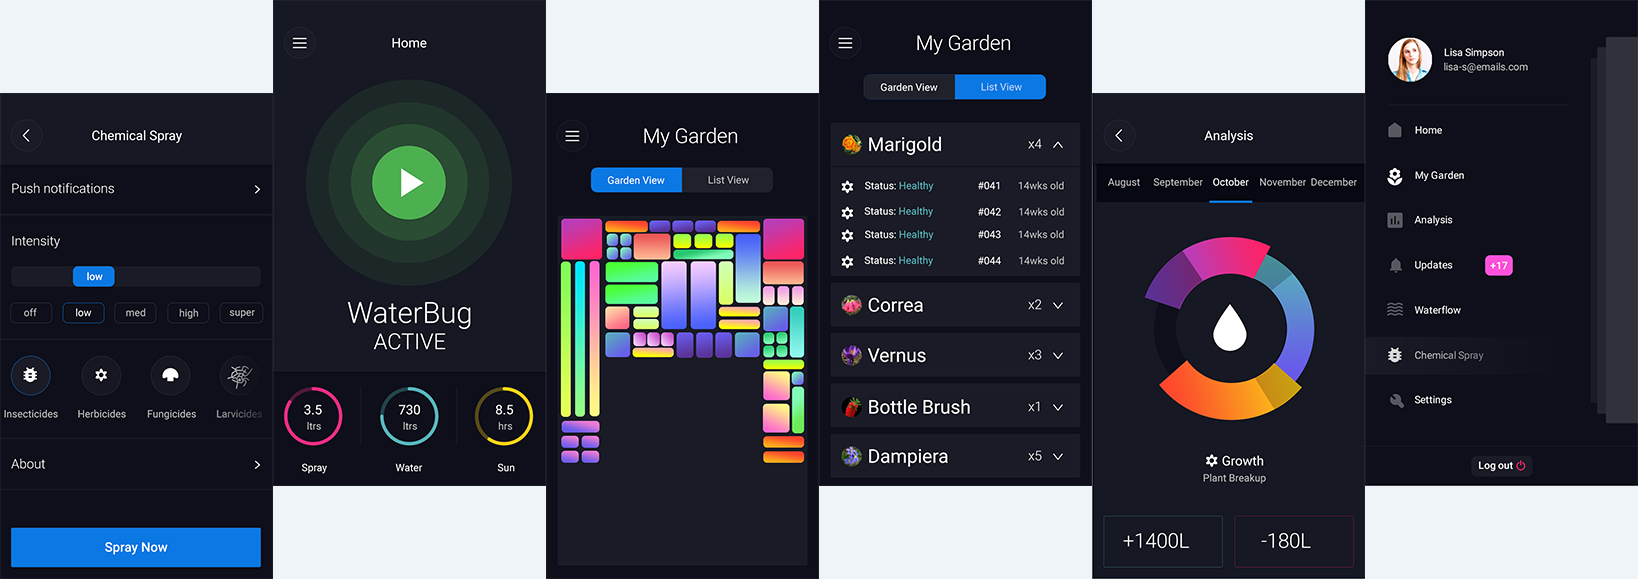 Chemical Spray
Push notifications
Intensity
low
off low med high super
Insecticides Herbicides Fungicides Larvicides
About
Spray Now
Home
WaterBug
ACTIVE
3.5
ltrs
730
ltrs
8.5
hrs
Spray Water Sun
My Garden
Garden View List View
My Garden
Garden View List View
Marigold x4
Status: Healthy #041 14wks old
Status: Healthy #042 14wks old
Status: Healthy #043 14wks old
Status: Healthy #044 14wks old
Correa x2
Vernus x3
Bottle Brush x1
Dampiera x5
Analysis
August September October November December
Growth
Plant Breakup
+1400L -180L
Lisa Simpson
lisa-s@emails.com
Home
My Garden
Analysis
Updates +17
Waterflow
Chemical Spray
Settings
Log out